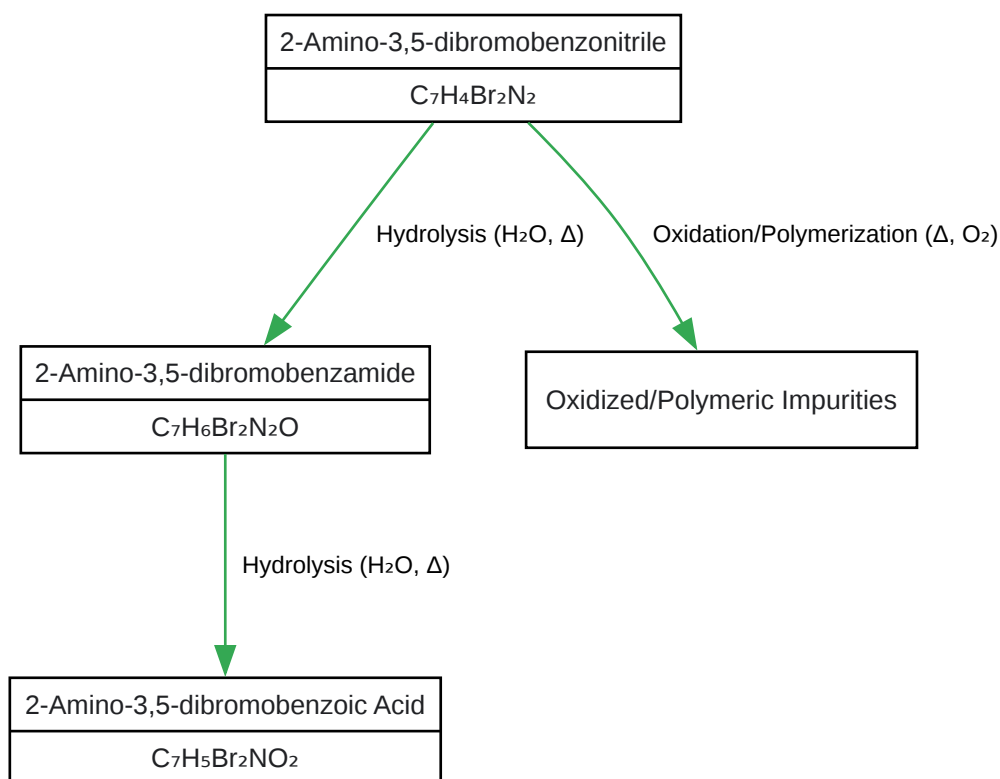 2-Amino-3,5-dibromobenzonitrile
C₇H₄Br₂N₂
Hydrolysis (H₂O, Δ)
Oxidation/Polymerization (Δ, O₂)
2-Amino-3,5-dibromobenzamide
C₇H₆Br₂N₂O
Oxidized/Polymeric Impurities
Hydrolysis (H₂O, Δ)
2-Amino-3,5-dibromobenzoic Acid
C₇H₅Br₂NO₂